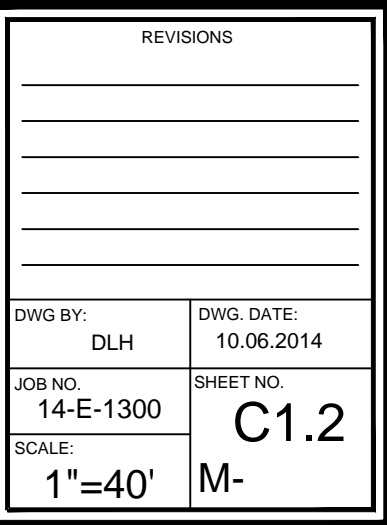 REVISIONS
DWG BY:
DLH
DWG. DATE:
10.06.2014
JOB NO.
14-E-1300
SHEET NO.
C1.2
SCALE:
1"=40'
M-